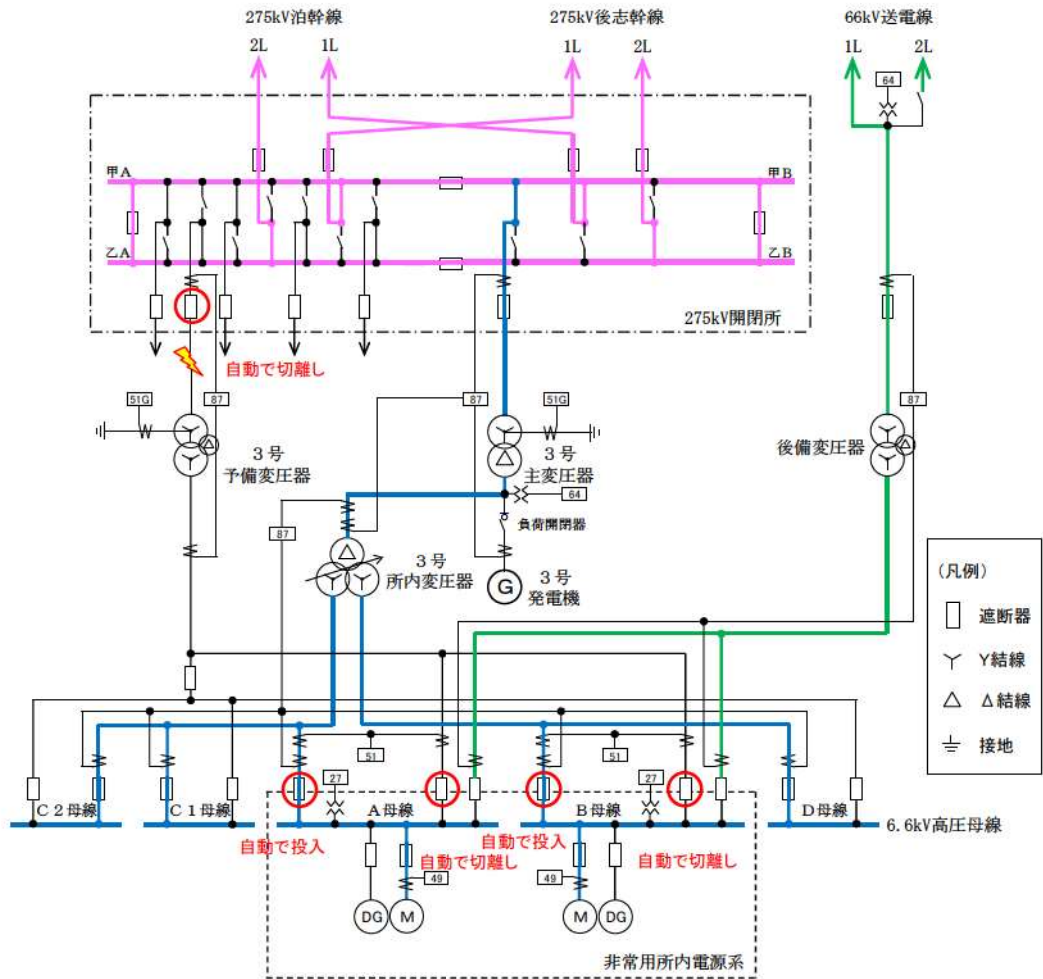 275kV泊幹線 275kV後志幹線 66kV送電線
2L 1L 1L 2L 1L 2L
64
甲A 甲B
乙A 乙B
275kV開閉所
自動で切離し
51G 87 87 51G 87
3号
予備変圧器
3号
主変圧器
後備変圧器
64
負荷開閉器
87
3号
所内変圧器
G
3号
発電機
(凡例)
遮断器
Y結線
Δ結線
接地
51 51
27 27
C2母線 C1母線 A母線 B母線 D母線
6.6kV高圧母線
自動で投入 自動で切離し 自動で投入 自動で切離し
49 49
DG M M DG
非常用所内電源系